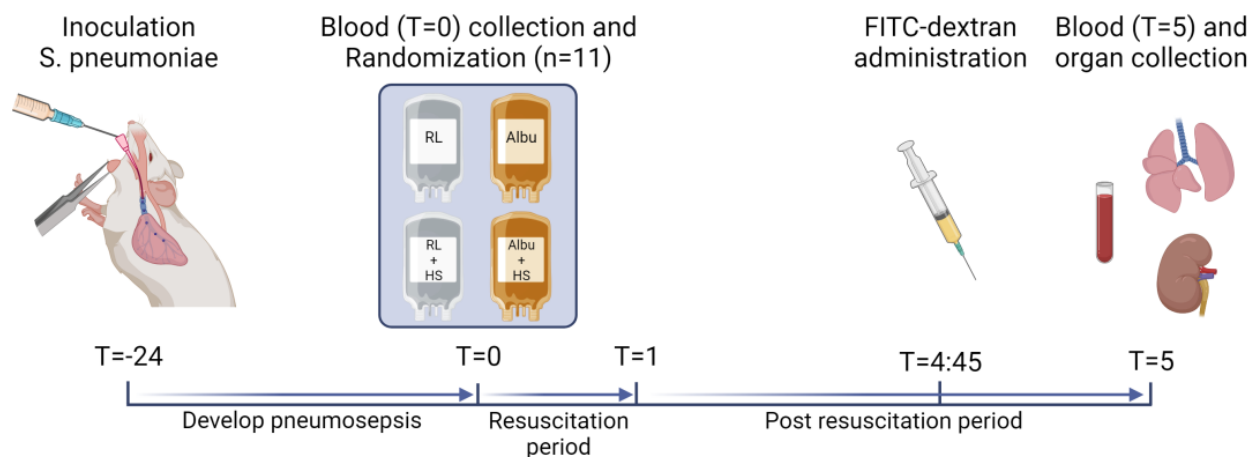 Inoculation
S. pneumoniae
Blood (T=0) collection and
Randomization (n=11)
FITC-dextran
administration
Blood (T=5) and
organ collection
RL
Albu
RL
+
HS
Albu
+
HS
T=-24
T=0
T=1
T=4:45
T=5
Develop pneumosepsis
Resuscitation
period
Post resuscitation period